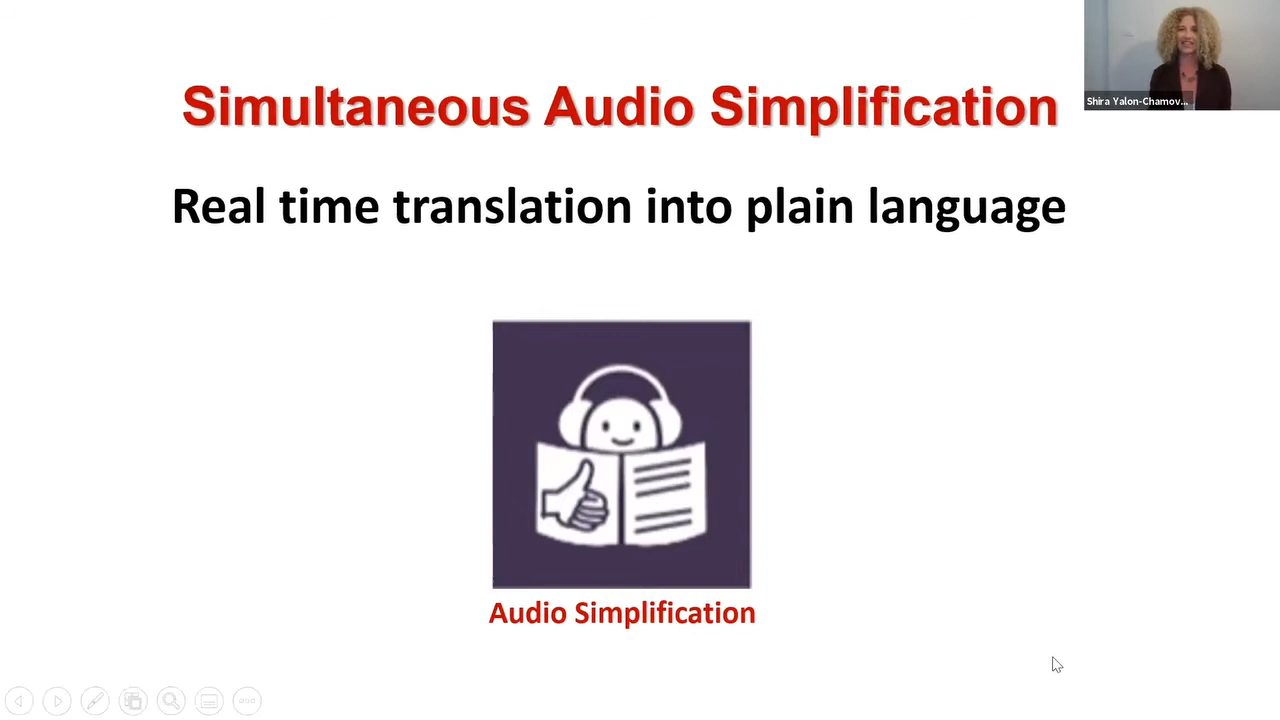 Simultaneous Audio Simplification
Shira Yalon-Chamov...
Real time translation into plain language
Audio Simplification